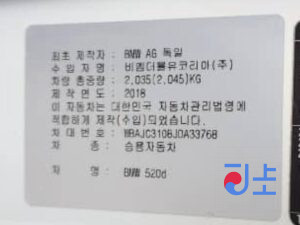 최초 제작자 : BMW AG 독일
수 입 자 명 : 비엠더블유코리아(주)
차량 총중량 : 2,035(2,045)KG
제 작 연 도 : 2018
이 자동차는 대한민국 자동차관리법령에
적합하게 제작(수입)되었습니다.
차 대 번 호 : WBAJC3108JDA33768
차 종 : 승용자동차
차 명 : BMW 520d